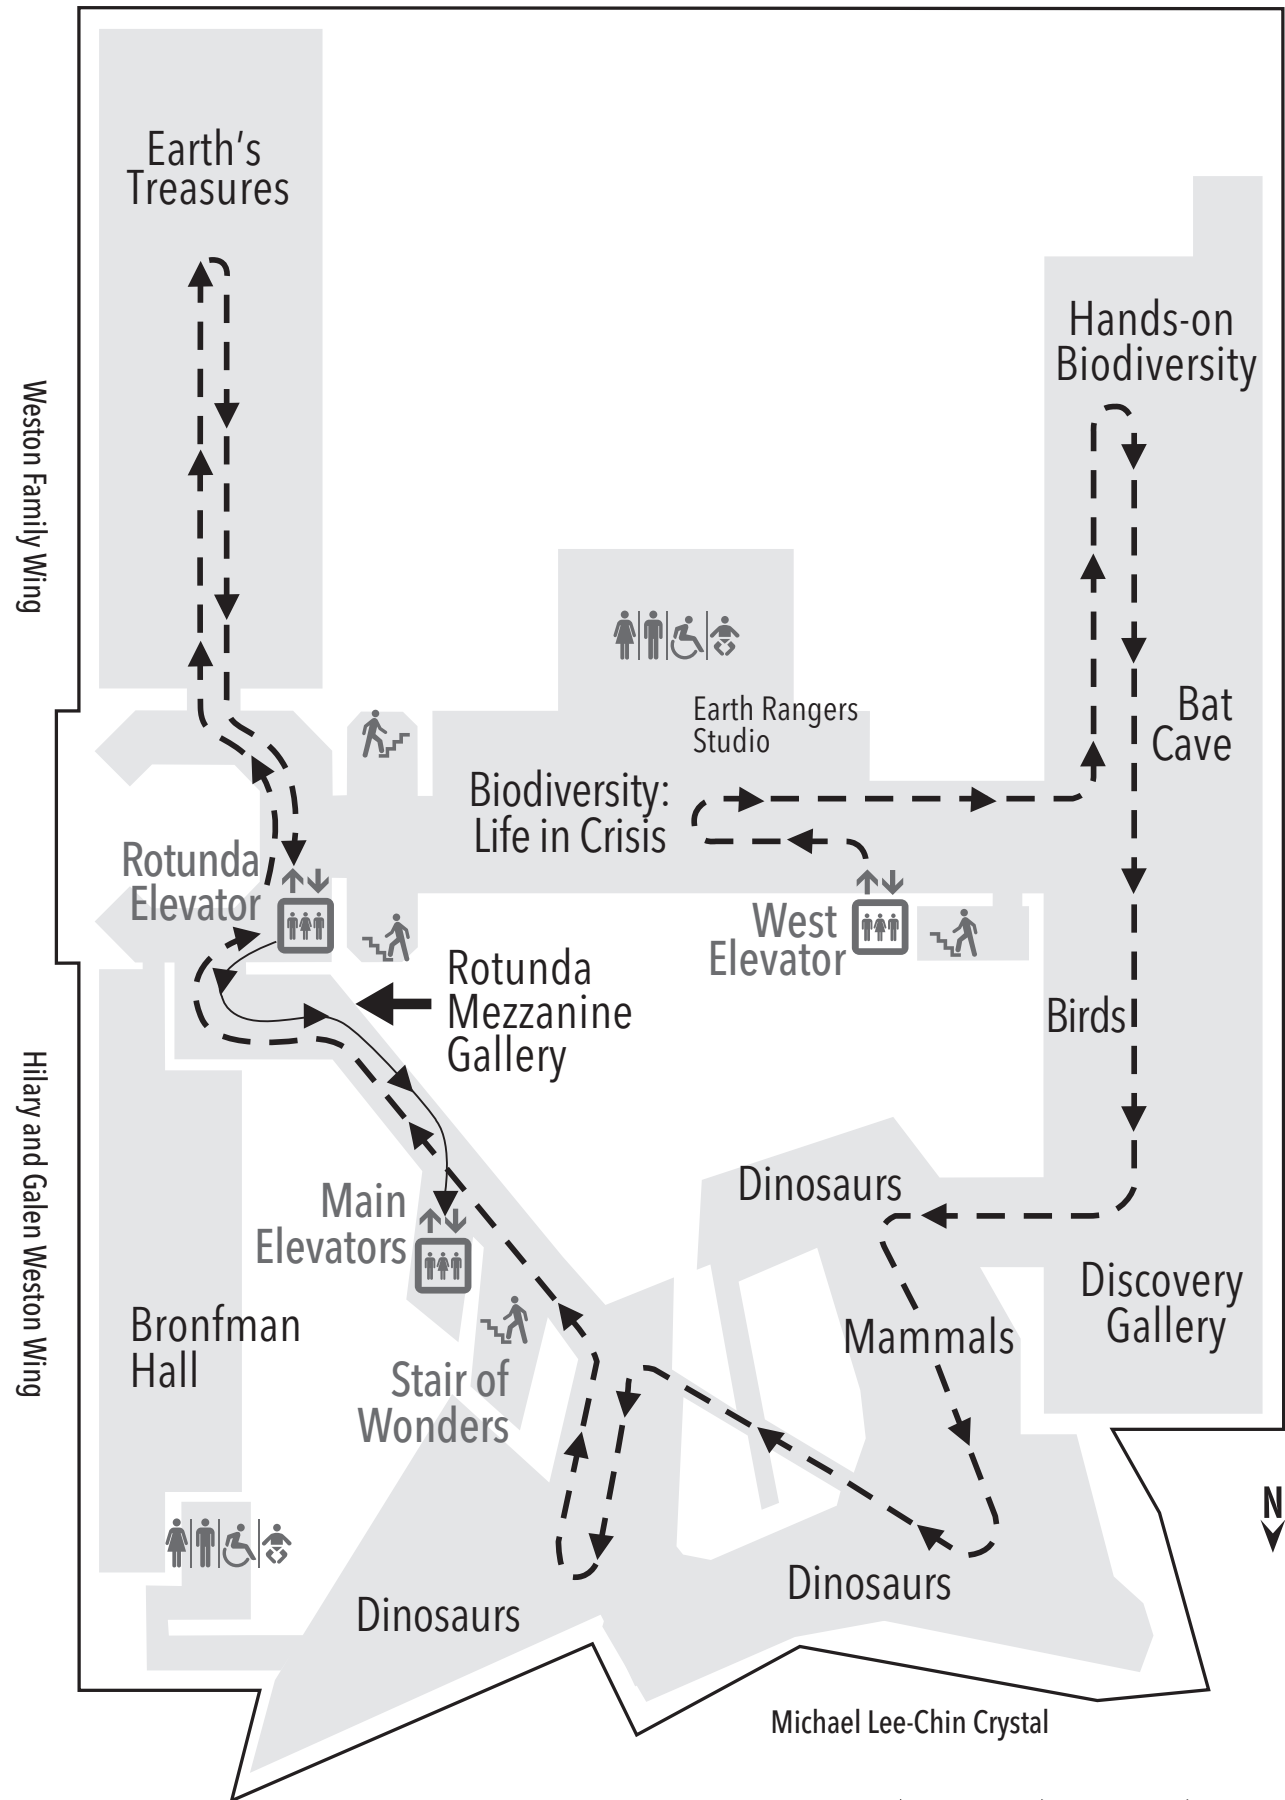 Earth's
Treasures
Hands-on
Biodiversity
Weston Family Wing
Earth Rangers
Studio
Bat
Cave
Biodiversity:
Life in Crisis
Rotunda
Elevator
West
Elevator
Rotunda
Mezzanine
Gallery
Birds
Hilary and Galen Weston Wing
Dinosaurs
Main
Elevators
Discovery
Gallery
Bronfman
Hall
Mammals
Stair of
Wonders
N
Dinosaurs
Dinosaurs
Michael Lee-Chin Crystal